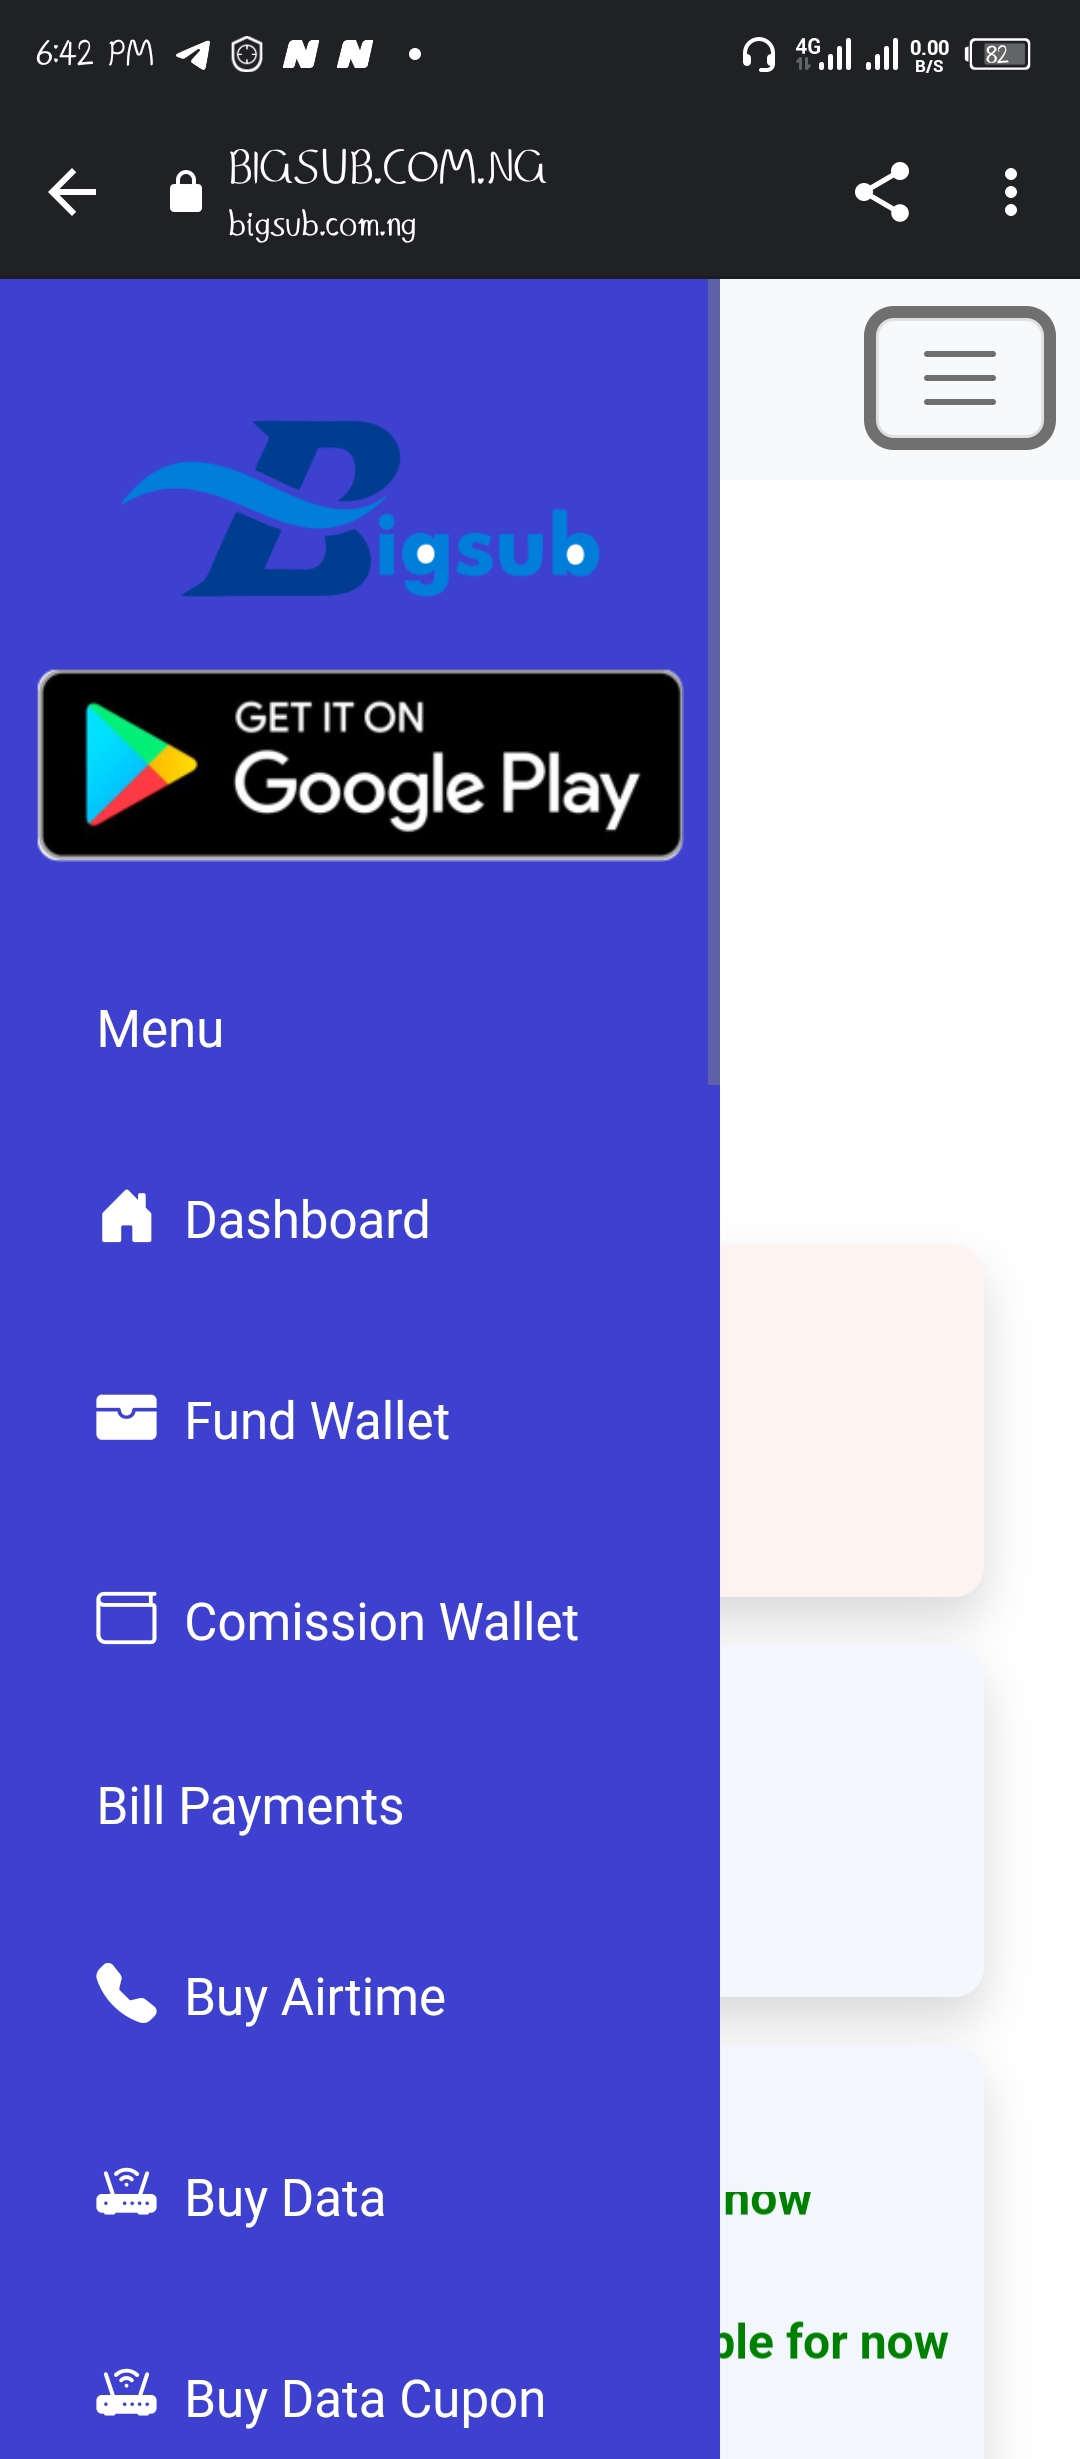 6:42 PM
4G
0.00
B/S
82
BIGSUB.COM.NG
bigsub.com.ng
Bigsub
GET IT ON
Google Play
Menu
Dashboard
Fund Wallet
Comission Wallet
Bill Payments
Buy Airtime
Buy Data
now
for now
Buy Data Cupon